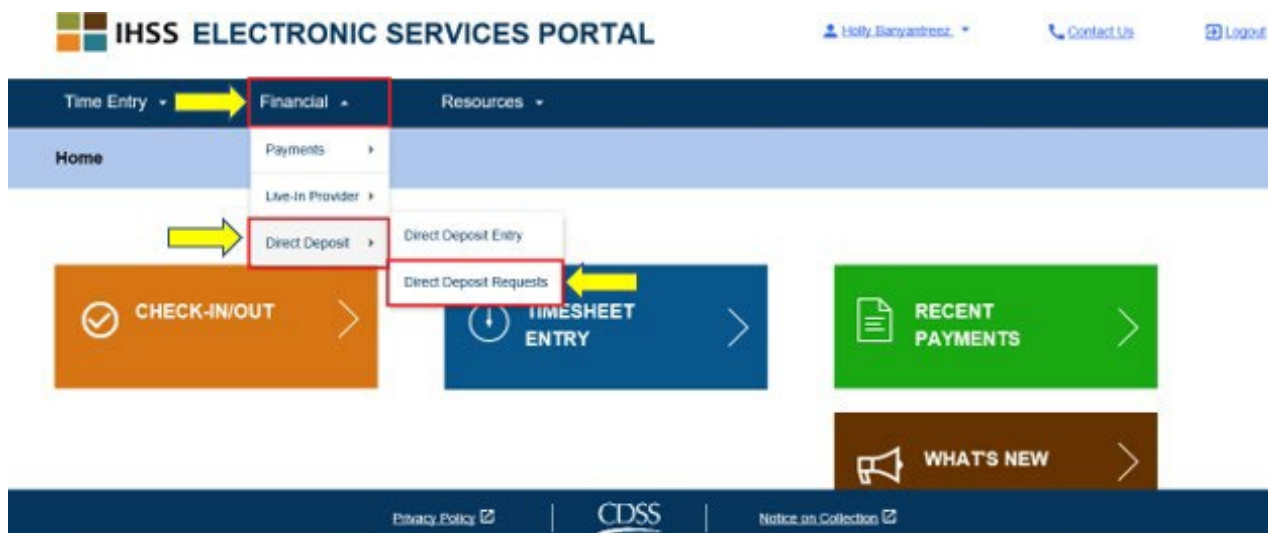 IHSS ELECTRONIC SERVICES PORTAL
Holly Banyantreez
Contact Us
Logout
Time Entry
Financial
Resources
Home
Payments
Live-In Provider
Direct Deposit
Direct Deposit Entry
Direct Deposit Requests
CHECK-IN/OUT
TIMESHEET
ENTRY
RECENT
PAYMENTS
WHAT'S NEW
Privacy Policy
CDSS
Notice on Collection